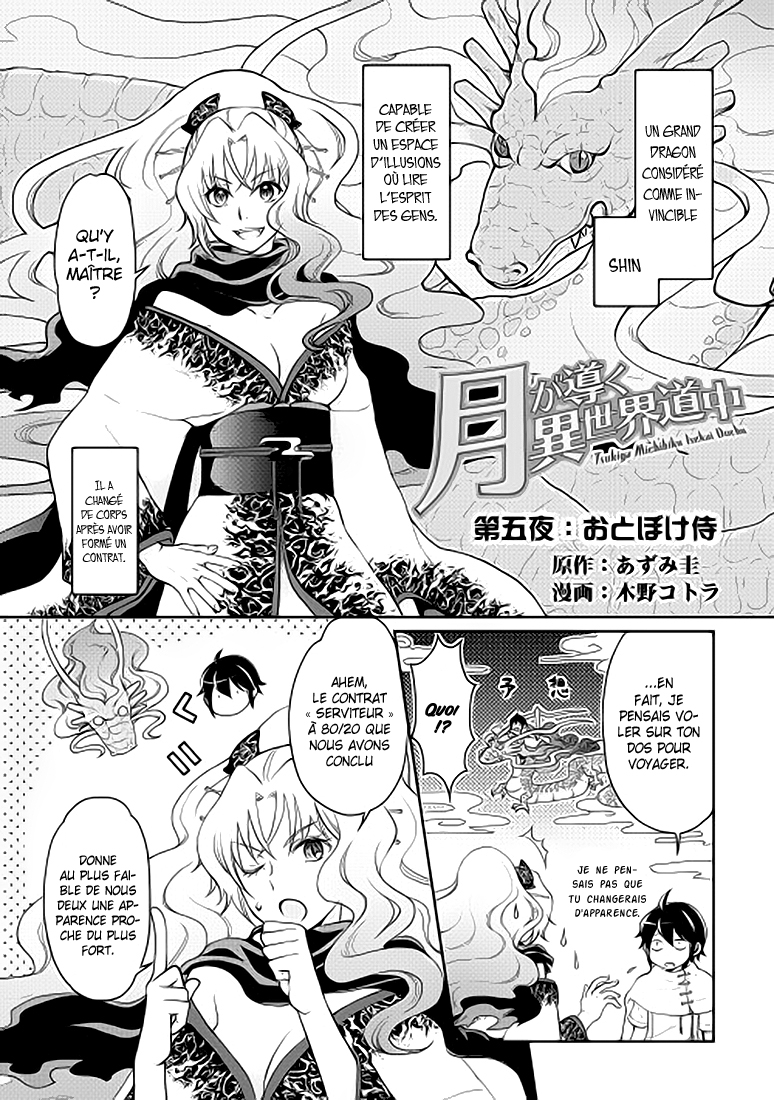 UN GRAND
DRAGON
CONSIDÉRÉ
COMME IN-
VINCIBLE
SHIN
CAPABLE
DE CRÉER
UN ESPACE
D'ILLUSIONS
OÙ LIRE
L'ESPRIT
DES GENS.
QU'Y
A-T-IL,
MAÎTRE
?
IL A
CHANGÉ
DE CORPS
APRÈS AVOIR
FORMÉ UN
CONTRAT.
月が導く
異世界道中
Tsukiga Michibiku Isekai Douchu
第五夜：おとぼけ侍
原作：あずみ圭
漫画：木野コトラ
...EN
FAIT, JE
PENSAIS VO-
LER SUR TON
DOS POUR
VOYAGER.
予想
QUOI
!?
JE NE PEN-
SAIS PAS QUE
TU CHANGERAIS
D'APPARENCE.
AHEM,
LE CONTRAT
« SERVITEUR »
À 80/20 QUE
NOUS AVONS
CONCLU
DONNE
AU PLUS FAI-
BLE DE NOUS
DEUX UNE AP-
PARENCE PRO-
CHE DU PLUS
FORT.